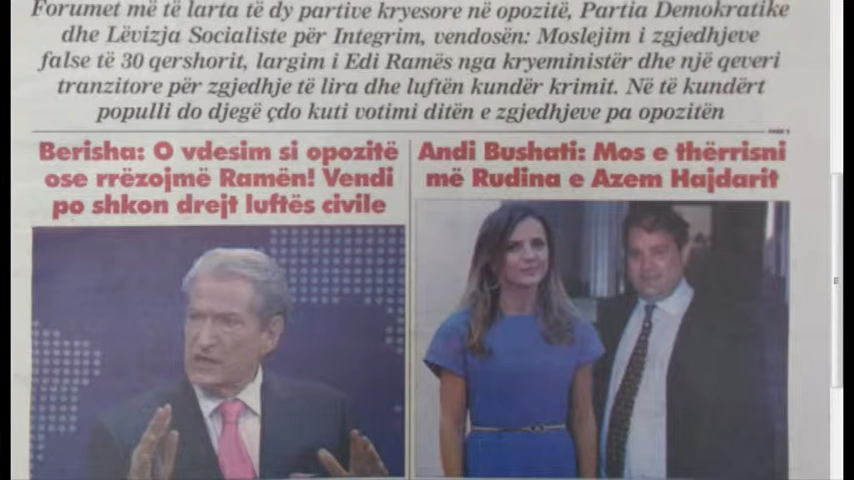 Forumet më të larta të dy partive kryesore në opozitë, Partia Demokratike
dhe Lëvizja Socialiste për Integrim, vendosën: Moslejim i zgjedhjeve
false të 30 qershorit, largim i Edi Ramës nga kryeministër dhe një qeveri
tranzitore për zgjedhje të lira dhe luftën kundër krimit. Në të kundërt
populli do djegë çdo kuti votimi ditën e zgjedhjeve pa opozitën
Berisha: O vdesim si opozitë
ose rrëzojmë Ramën! Vendi
po shkon drejt luftës civile
Andi Bushati: Mos e thërrisni
më Rudina e Azem Hajdarit